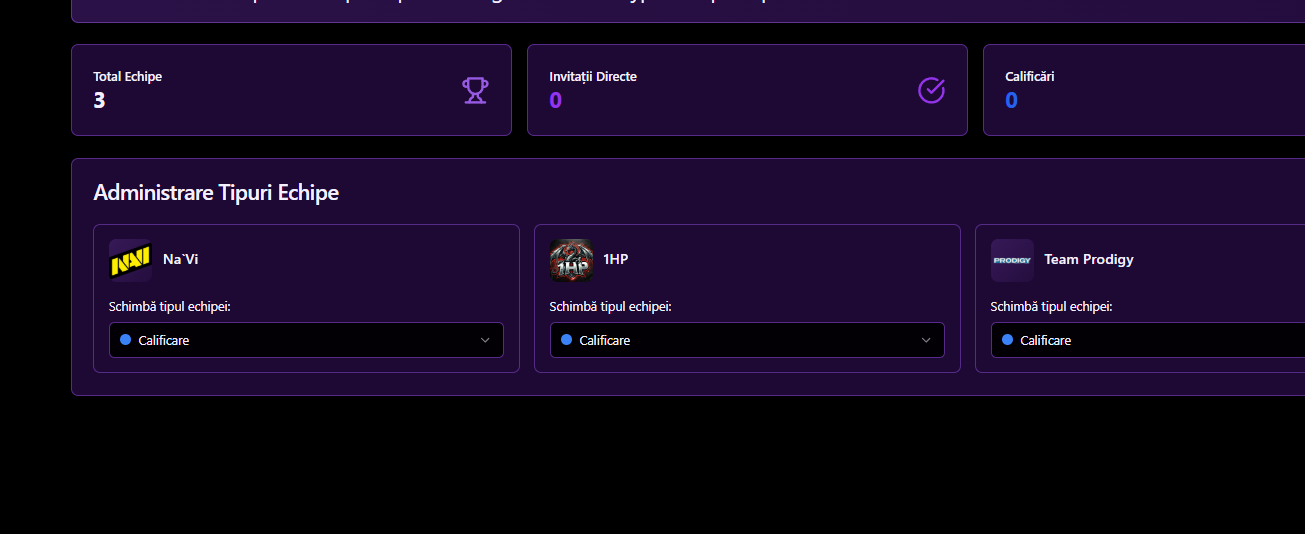 Total Echipe
3
Invitații Directe
0
Calificări
0
Administrare Tipuri Echipe
NAVI
Na`Vi
Schimbă tipul echipei:
Calificare
1HP
1HP
Schimbă tipul echipei:
Calificare
PRODIGY
Team Prodigy
Schimbă tipul echipei:
Calificare